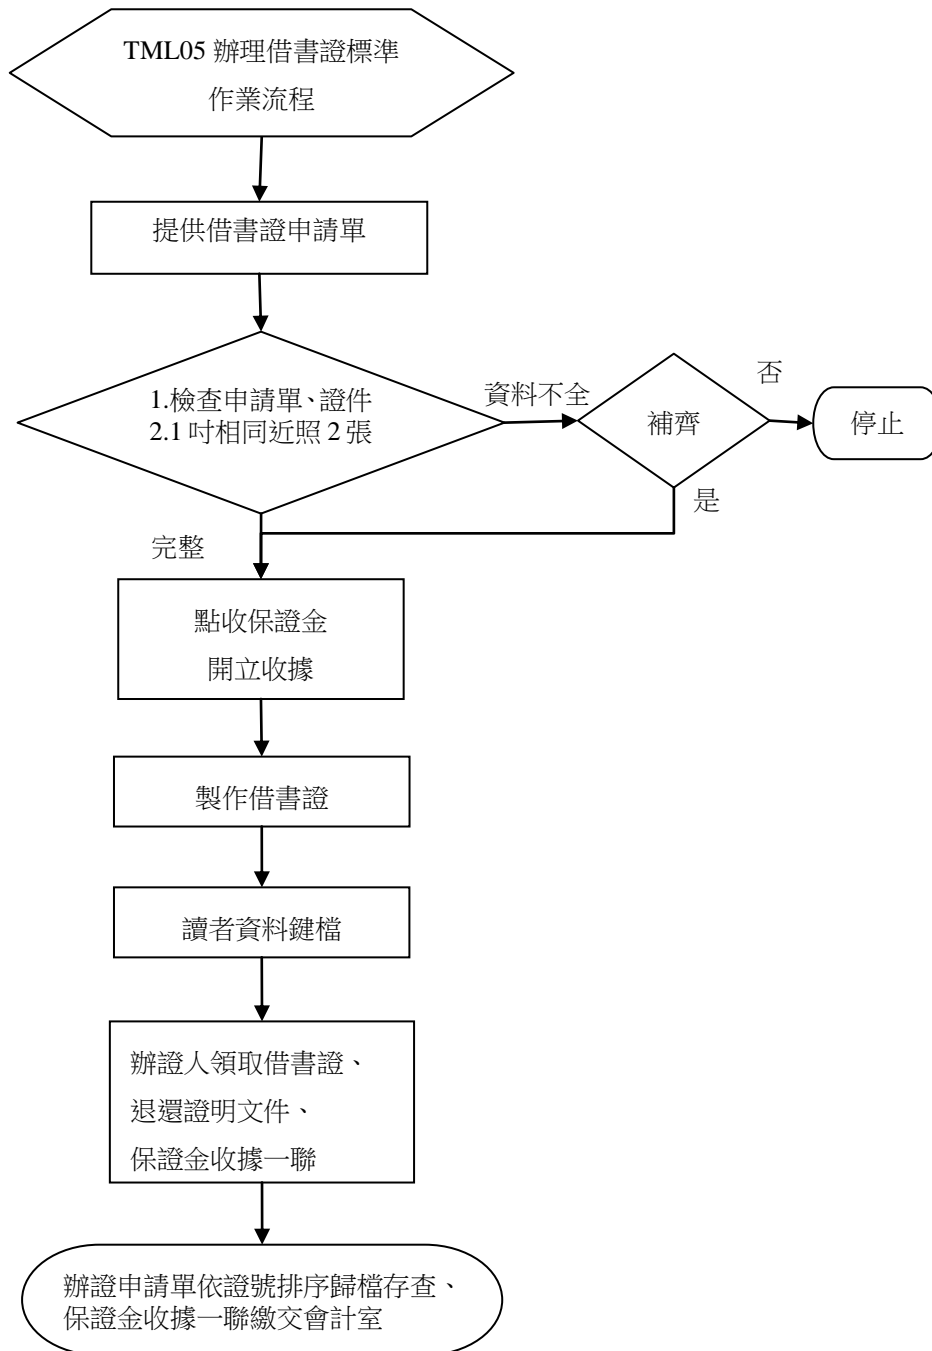 TML05 辦理借書證標準
作業流程
提供借書證申請單
1.檢查申請單、證件
2.1 吋相同近照 2 張
資料不全
補齊
否
停止
是
完整
點收保證金
開立收據
製作借書證
讀者資料鍵檔
辦證人領取借書證、
退還證明文件、
保證金收據一聯
辦證申請單依證號排序歸檔存查、
保證金收據一聯繳交會計室